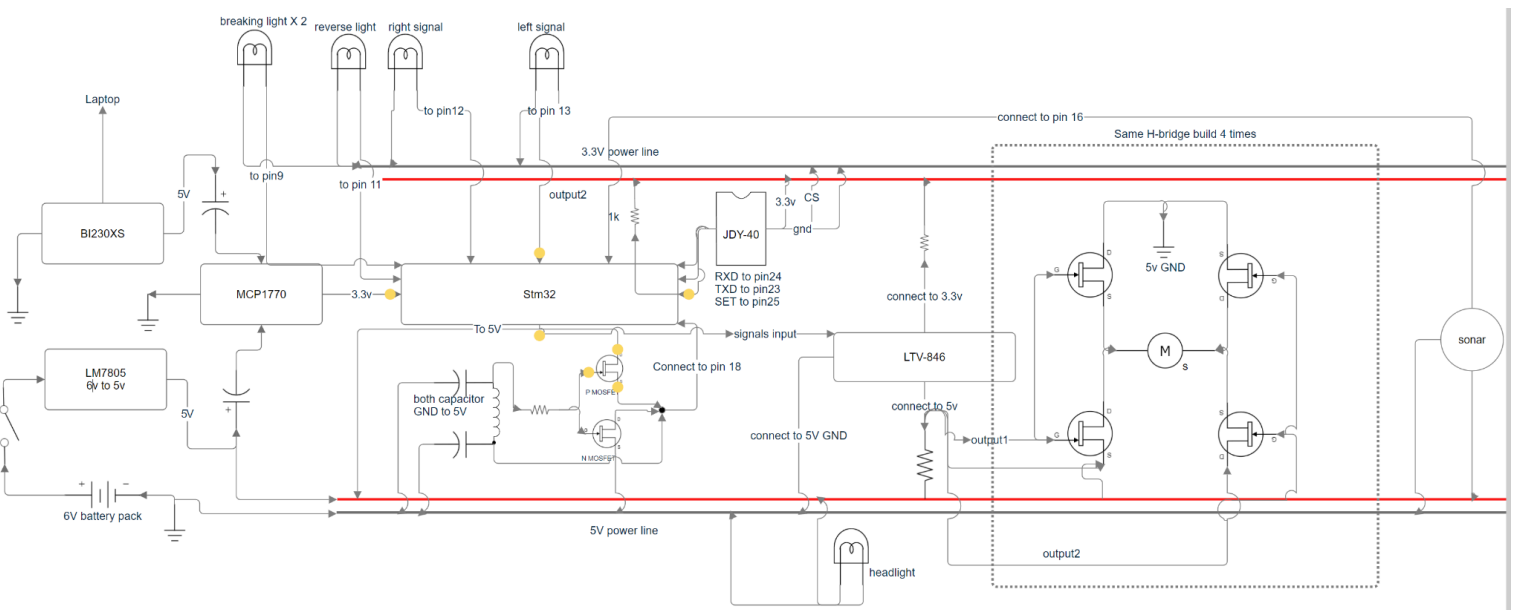 breaking light X 2
reverse light
right signal
left signal
Laptop
to pin12
to pin 13
connect to pin 16
Same H-bridge build 4 times
3.3V power line
to pin9
to pin 11
5V
+
output2
1k
3.3v
CS
gnd
JDY-40
BI230XS
D
S
G
S
D
G
5v GND
RXD to pin24
TXD to pin23
SET to pin25
MCP1770
3.3v
Stm32
connect to 3.3v
To 5V
signals input
sonar
LTV-846
M
S
LM7805
6v to 5v
Connect to pin 18
P MOSFET
both capacitor
GND to 5V
+
5V
connect to 5v
connect to 5V GND
output1
D
G
S
S
G
D
G
S
N MOSFET
+
−
6V battery pack
5V power line
output2
headlight